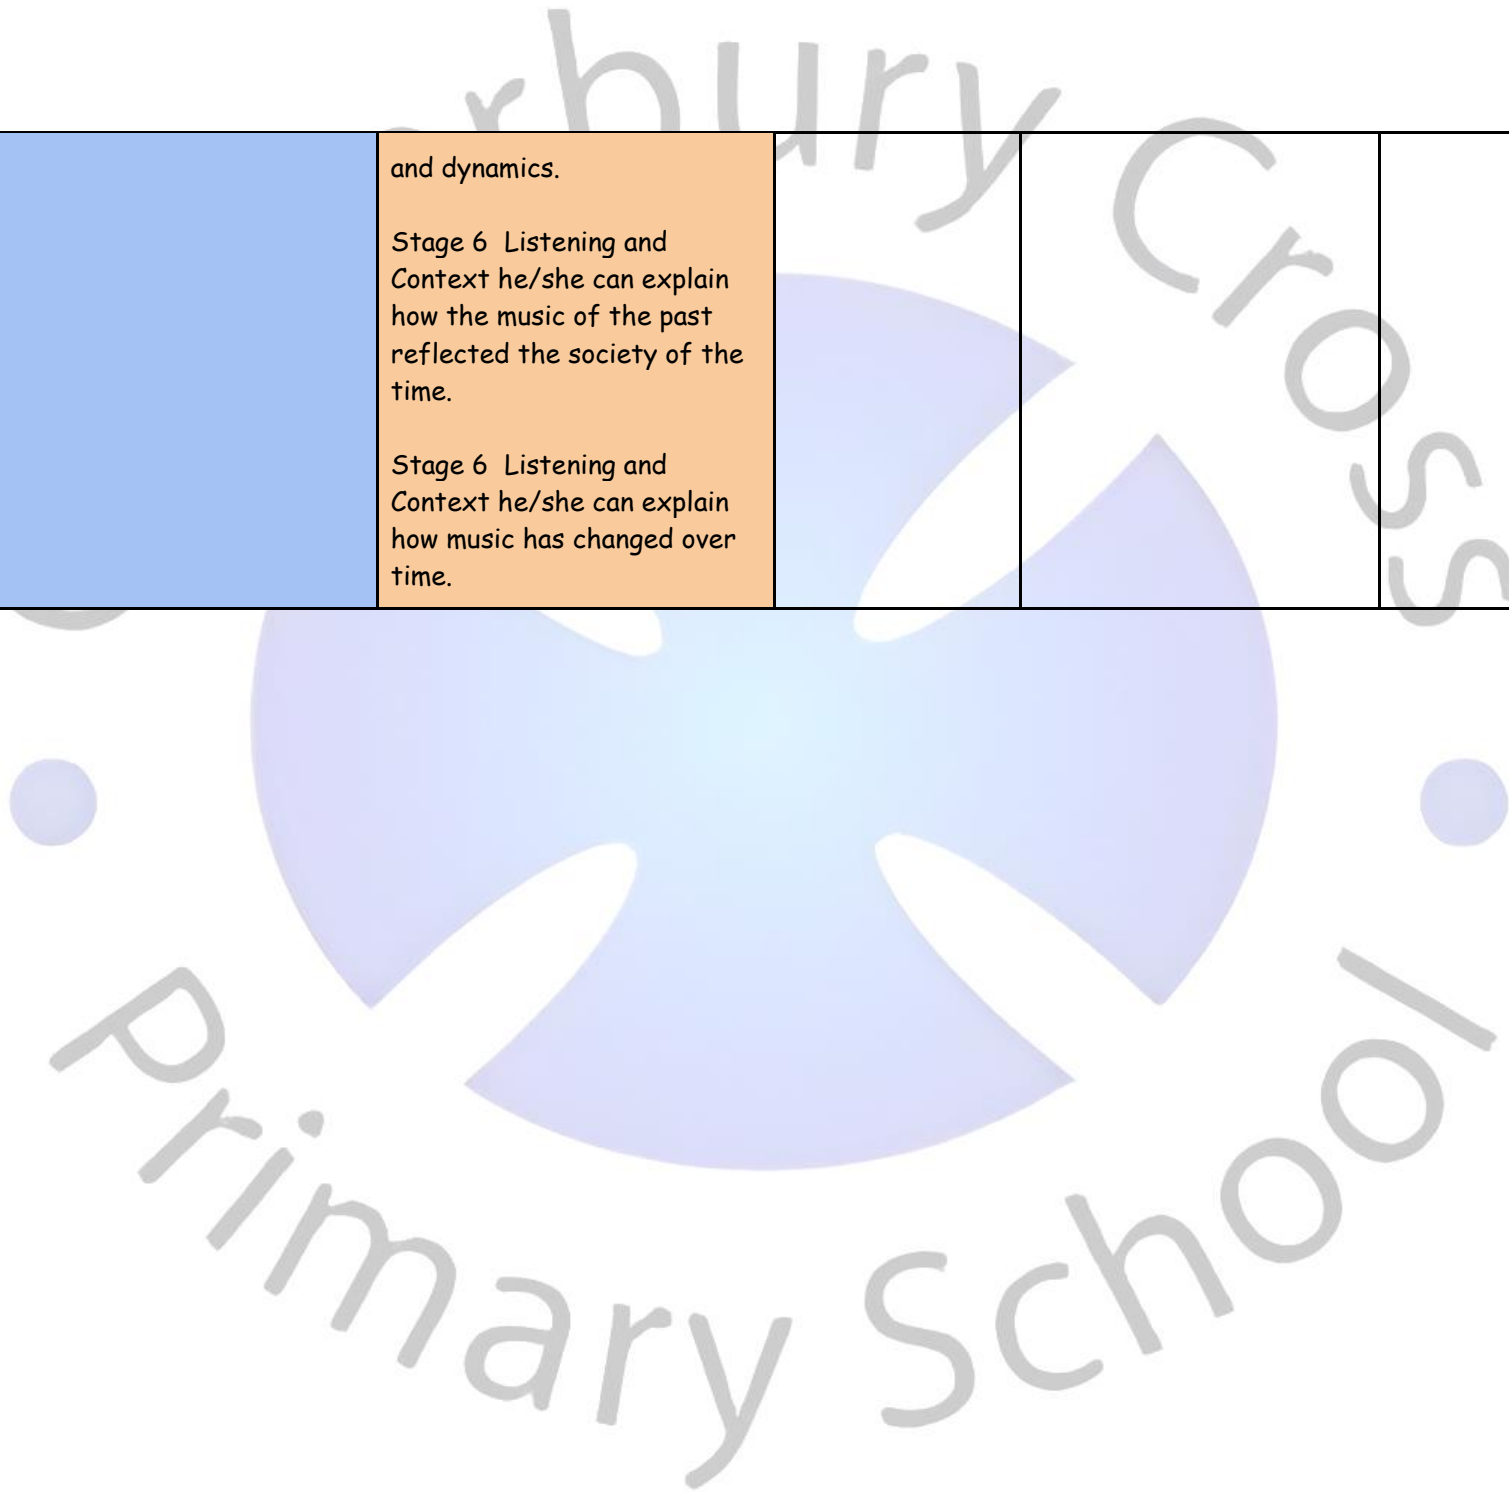 rbury Cross
and dynamics.
Stage 6 Listening and
Context he/she can explain
how the music of the past
reflected the society of the
time.
Stage 6 Listening and
Context he/she can explain
how music has changed over
time.
Primary School